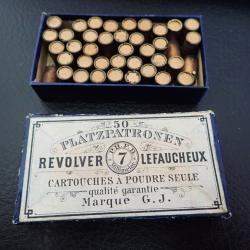 50
PLATZPATRONEN
REVOLVER 7 LEFAUCHEUX
CARTOUCHES À POUDRE SEULE
qualité garantie
Marque G. J.